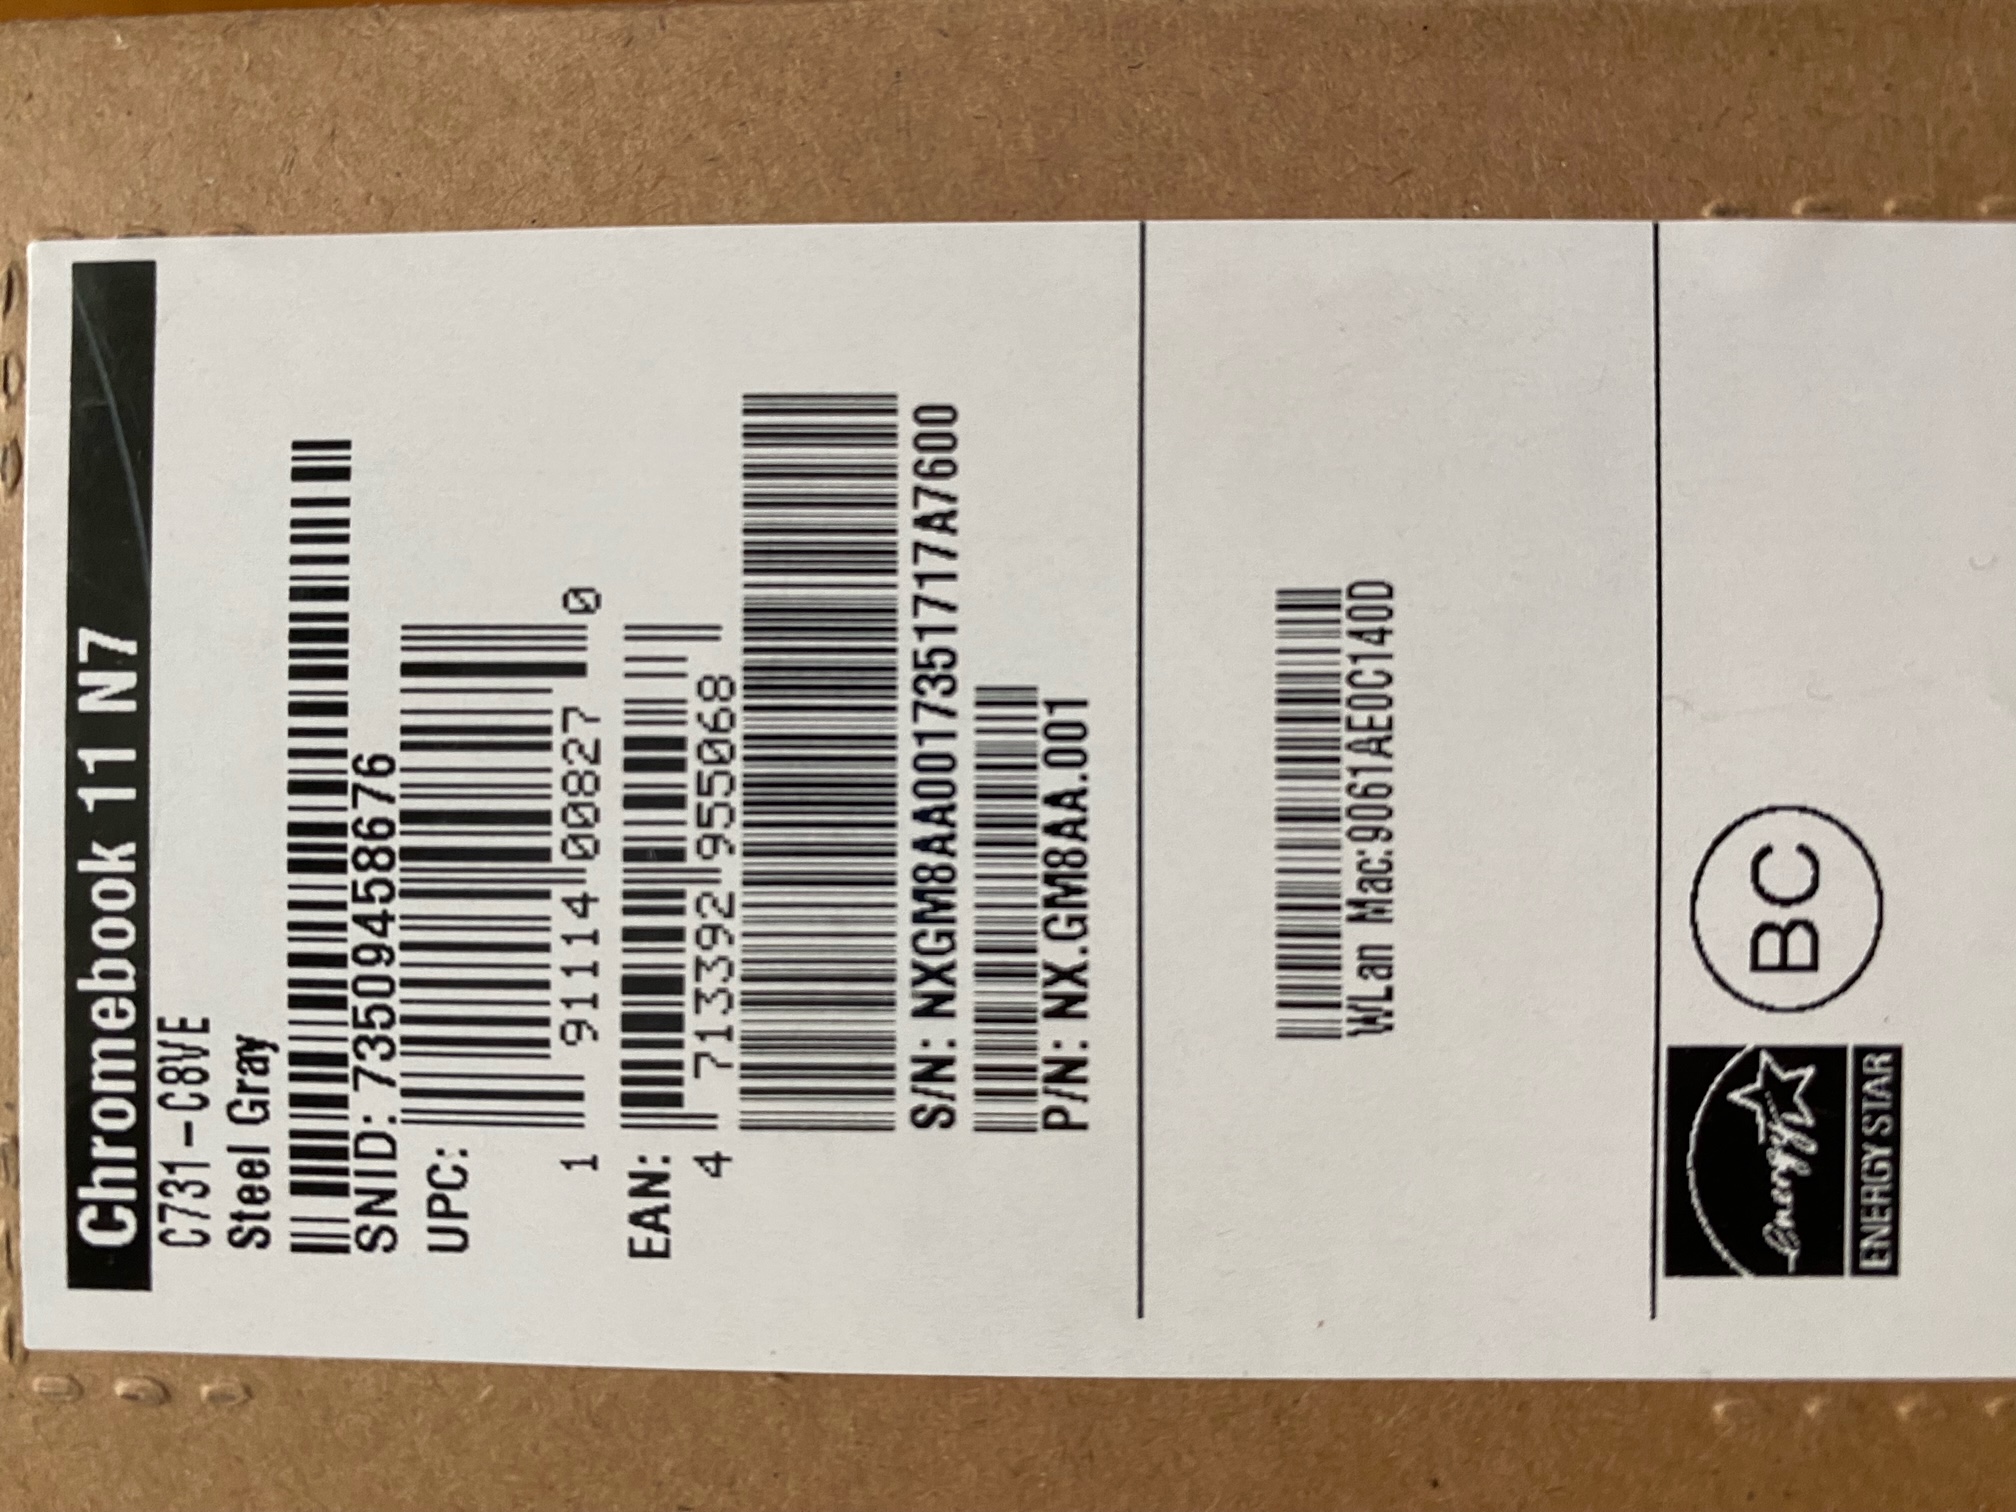 Chromebook 11 N7
C731-C8VE
Steel Gray
SNID: 73509458676
UPC:
1 91114 00827 0
EAN:
4 713392 955068
S/N: NXGM8AA0017351717A7600
P/N: NX.GM8AA.001
WLan Mac:9061AE0C140D
energy
ENERGY STAR
BC